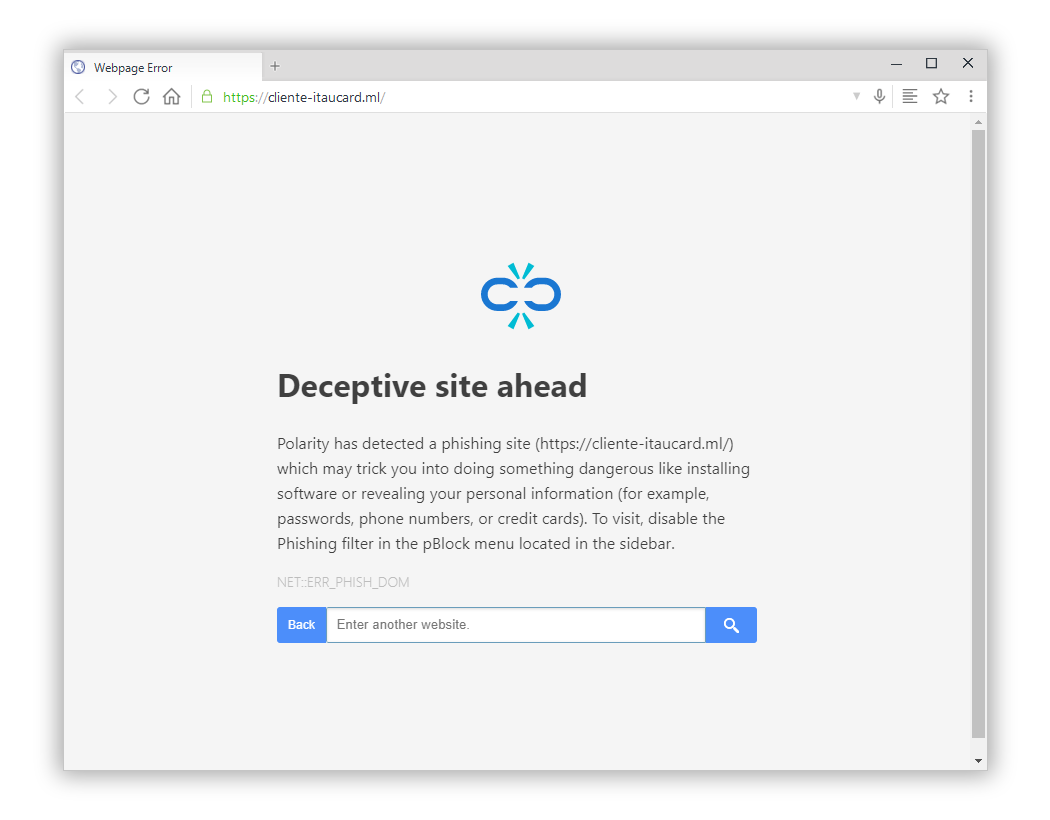 Webpage Error
https://cliente-itaucard.ml/
Deceptive site ahead
Polarity has detected a phishing site (https://cliente-itaucard.ml/)
which may trick you into doing something dangerous like installing
software or revealing your personal information (for example,
passwords, phone numbers, or credit cards). To visit, disable the
Phishing filter in the pBlock menu located in the sidebar.
NET::ERR_PHISH_DOM
Back Enter another website.